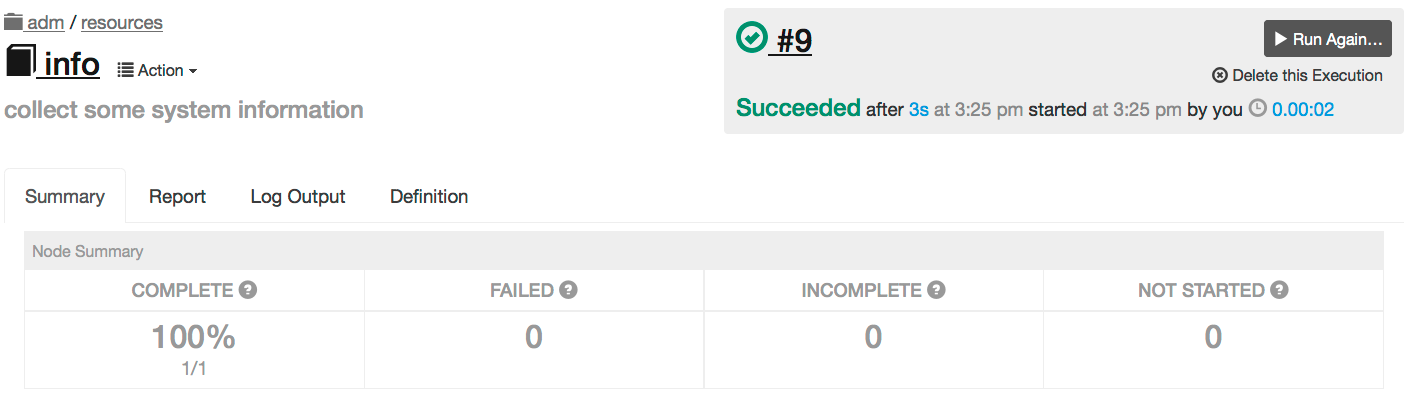 adm / resources
info Action
collect some system information
#9
Run Again...
Delete this Execution
Succeeded after 3s at 3:25 pm started at 3:25 pm by you 0.00:02
Summary Report Log Output Definition
Node Summary
COMPLETE ? FAILED ? INCOMPLETE ? NOT STARTED ?
100% 0 0 0
1/1